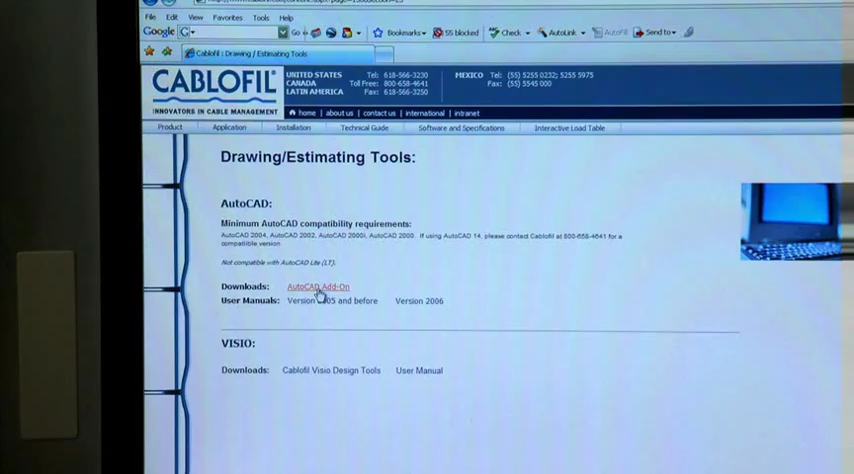 File Edit View Favorites Tools Help
Google G Go Bookmarks 55 blocked Check AutoLink AutoFill Send to
Cablofil : Drawing / Estimating Tools
CABLOFIL®
INNOVATORS IN CABLE MANAGEMENT
UNITED STATES Tel: 618-566-3230
CANADA Toll Free: 800-658-4641
LATIN AMERICA Fax: 618-566-3250
MEXICO Tel: (55) 5255 0232; 5255 5975
Fax: (55) 5545 000
home | about us | contact us | international | intranet
Product Application Installation Technical Guide Software and Specifications Interactive Load Table
Drawing/Estimating Tools:
AutoCAD:
Minimum AutoCAD compatibility requirements:
AutoCAD 2004, AutoCAD 2002, AutoCAD 2000i, AutoCAD 2000. If using AutoCAD 14, please contact Cablofil at 800-658-4641 for a
compatible version
Not compatible with AutoCAD Lite (LT).
Downloads: AutoCAD Add-On
User Manuals: Version and before Version 2006
VISIO:
Downloads: Cablofil Visio Design Tools User Manual